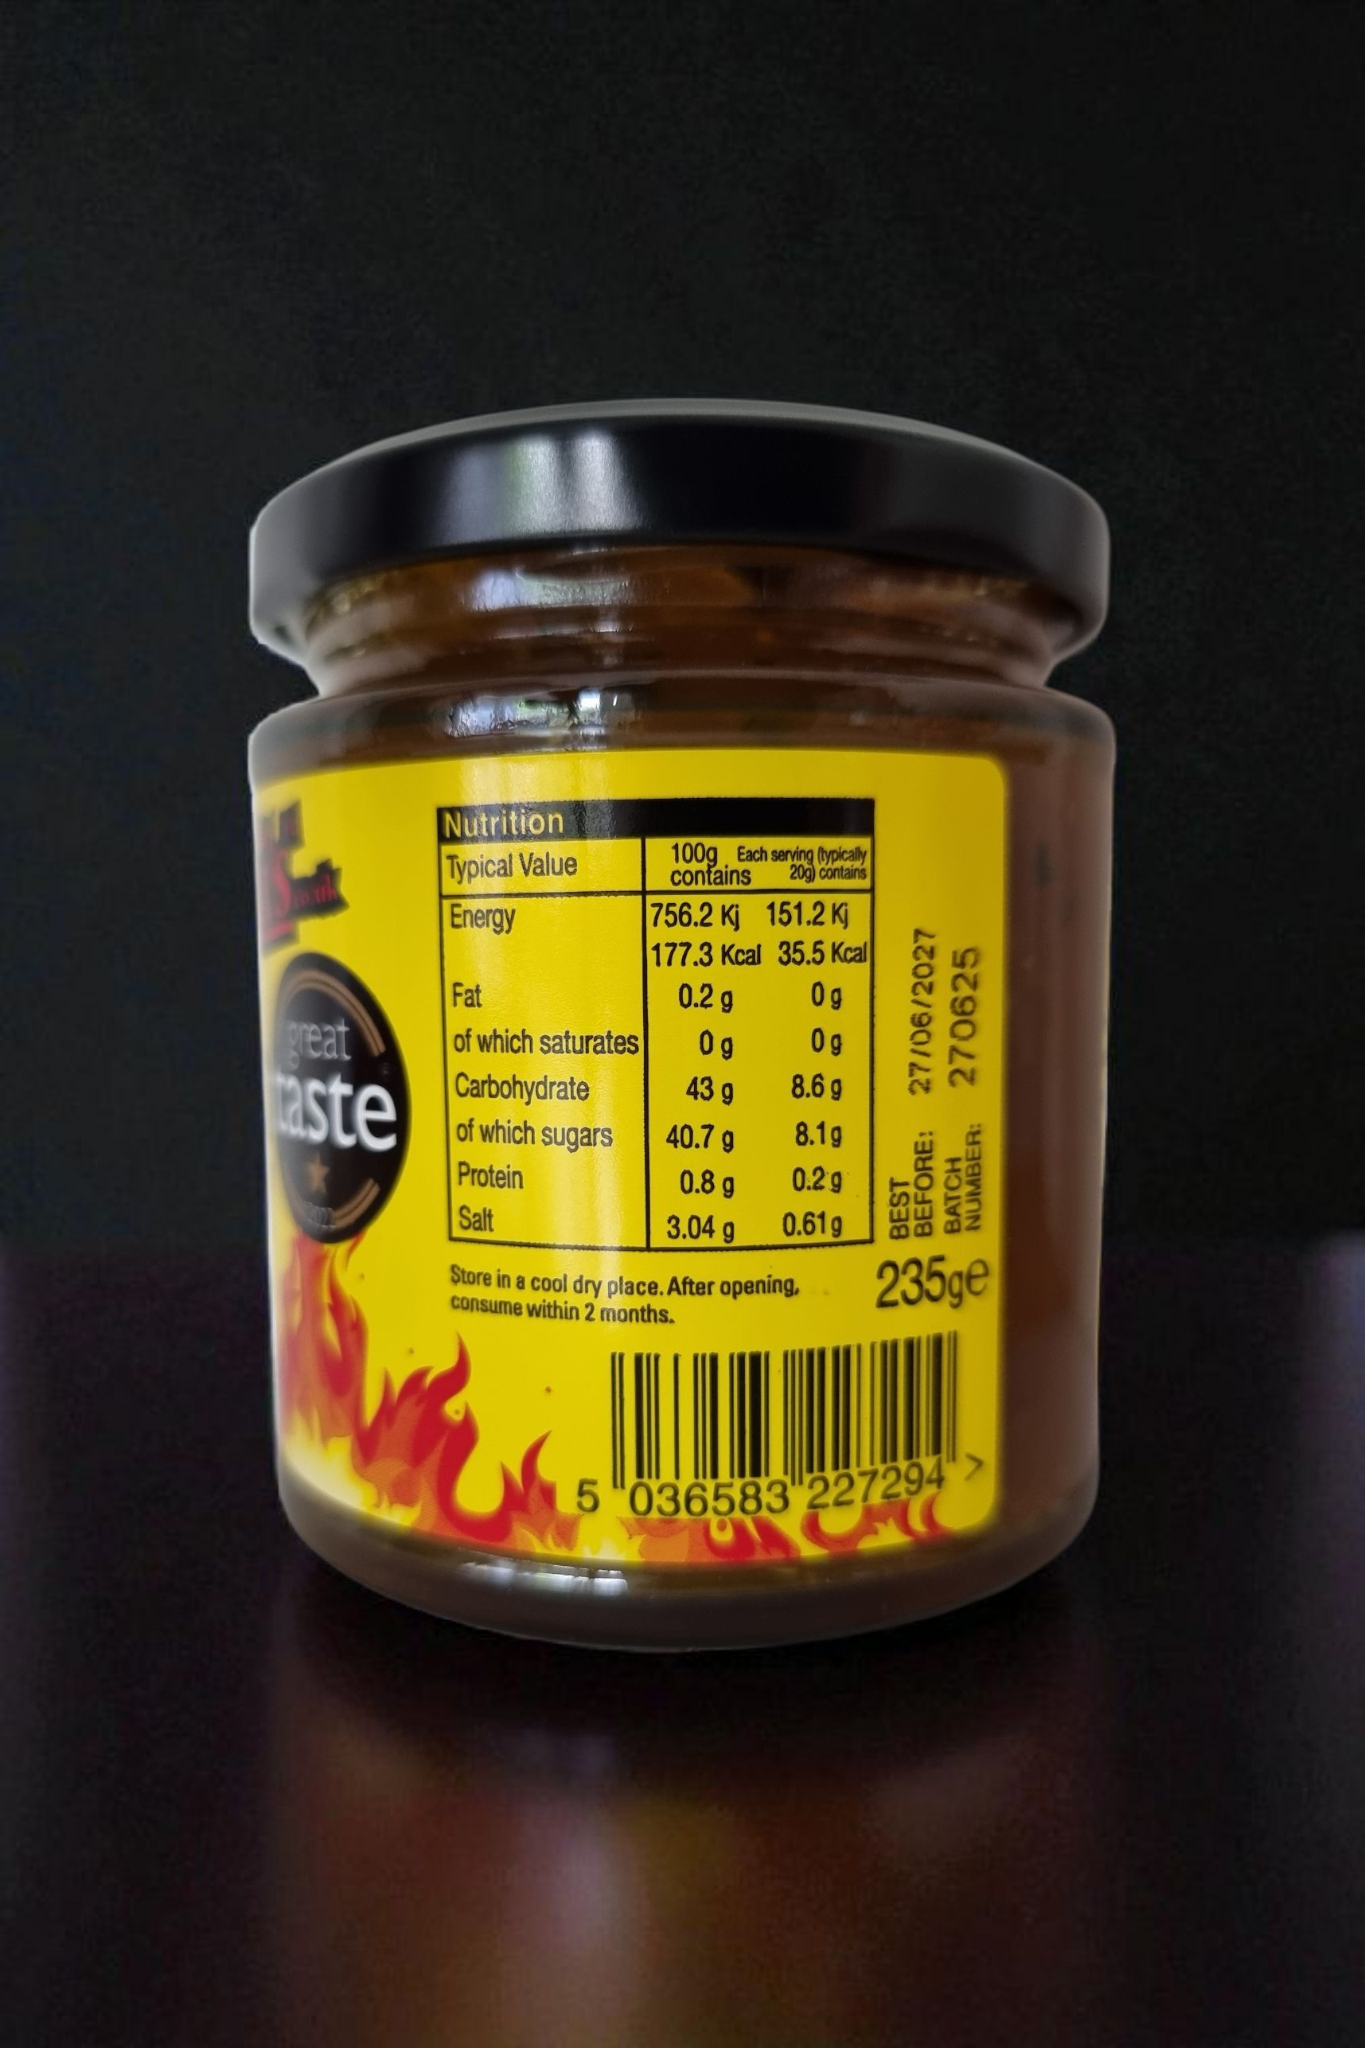 s.co.uk
great
taste
Nutrition
Typical Value 100g contains Each serving (typically 20g) contains
Energy 756.2 Kj 151.2 Kj
177.3 Kcal 35.5 Kcal
Fat 0.2 g 0 g
of which saturates 0 g 0 g
Carbohydrate 43 g 8.6 g
of which sugars 40.7 g 8.1 g
Protein 0.8 g 0.2 g
Salt 3.04 g 0.61 g
BEST BEFORE: 27/06/2027
BATCH NUMBER: 270625
Store in a cool dry place. After opening,
consume within 2 months.
235g℮
5 036583 227294 >